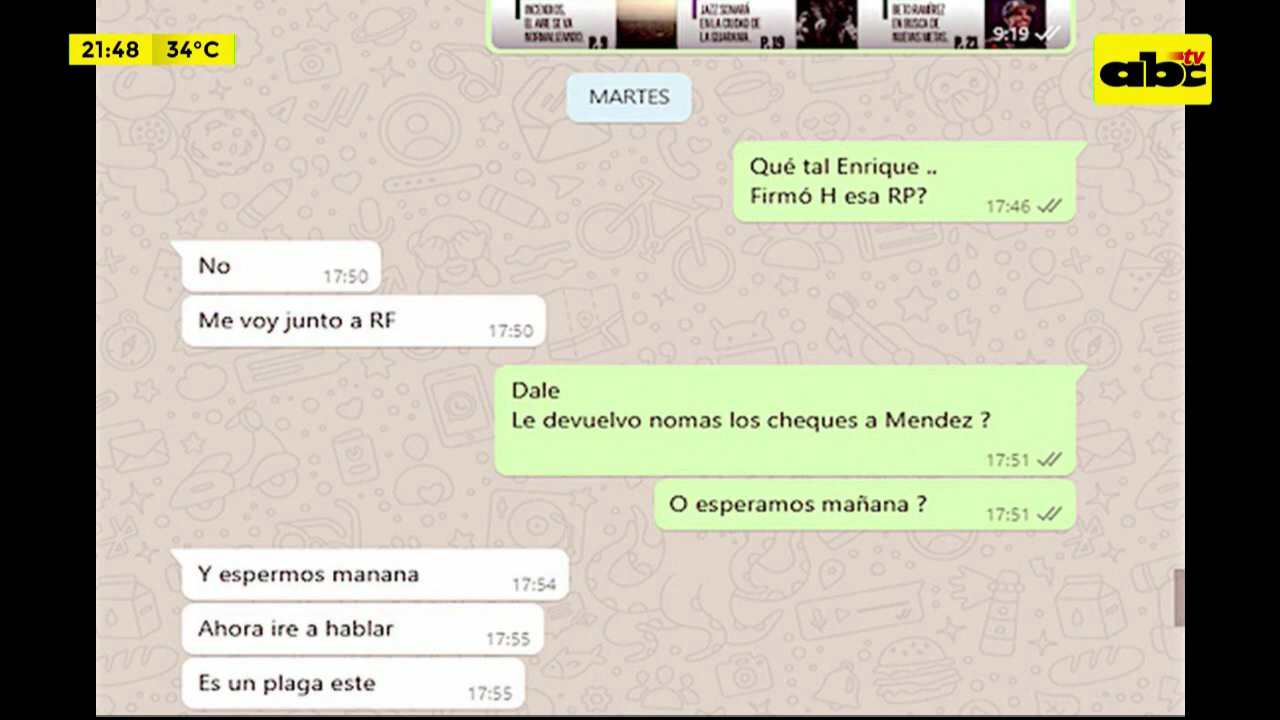 21:48 34°C
abc tv
INCENDIOS,
EL AIRE SE VA
NORMALIZANDO. P.9
JAZZ SONARÁ
EN LA CIUDAD DE
LA GUARANIA. P.19
BETO RAMÍREZ
EN BUSCA DE
NUEVAS METAS. P.21
9:19
MARTES
Qué tal Enrique ..
Firmó H esa RP?
17:46
No
17:50
Me voy junto a RF
17:50
Dale
Le devuelvo nomas los cheques a Mendez ?
17:51
O esperamos mañana ?
17:51
Y espermos manana
17:54
Ahora ire a hablar
17:55
Es un plaga este
17:55